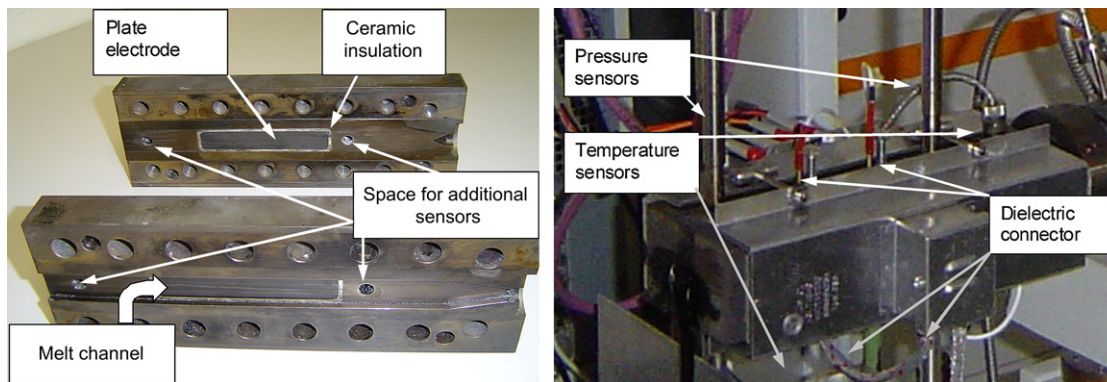 Plate
electrode
Ceramic
insulation
Space for additional
sensors
Melt channel
Pressure
sensors
Temperature
sensors
Dielectric
connector